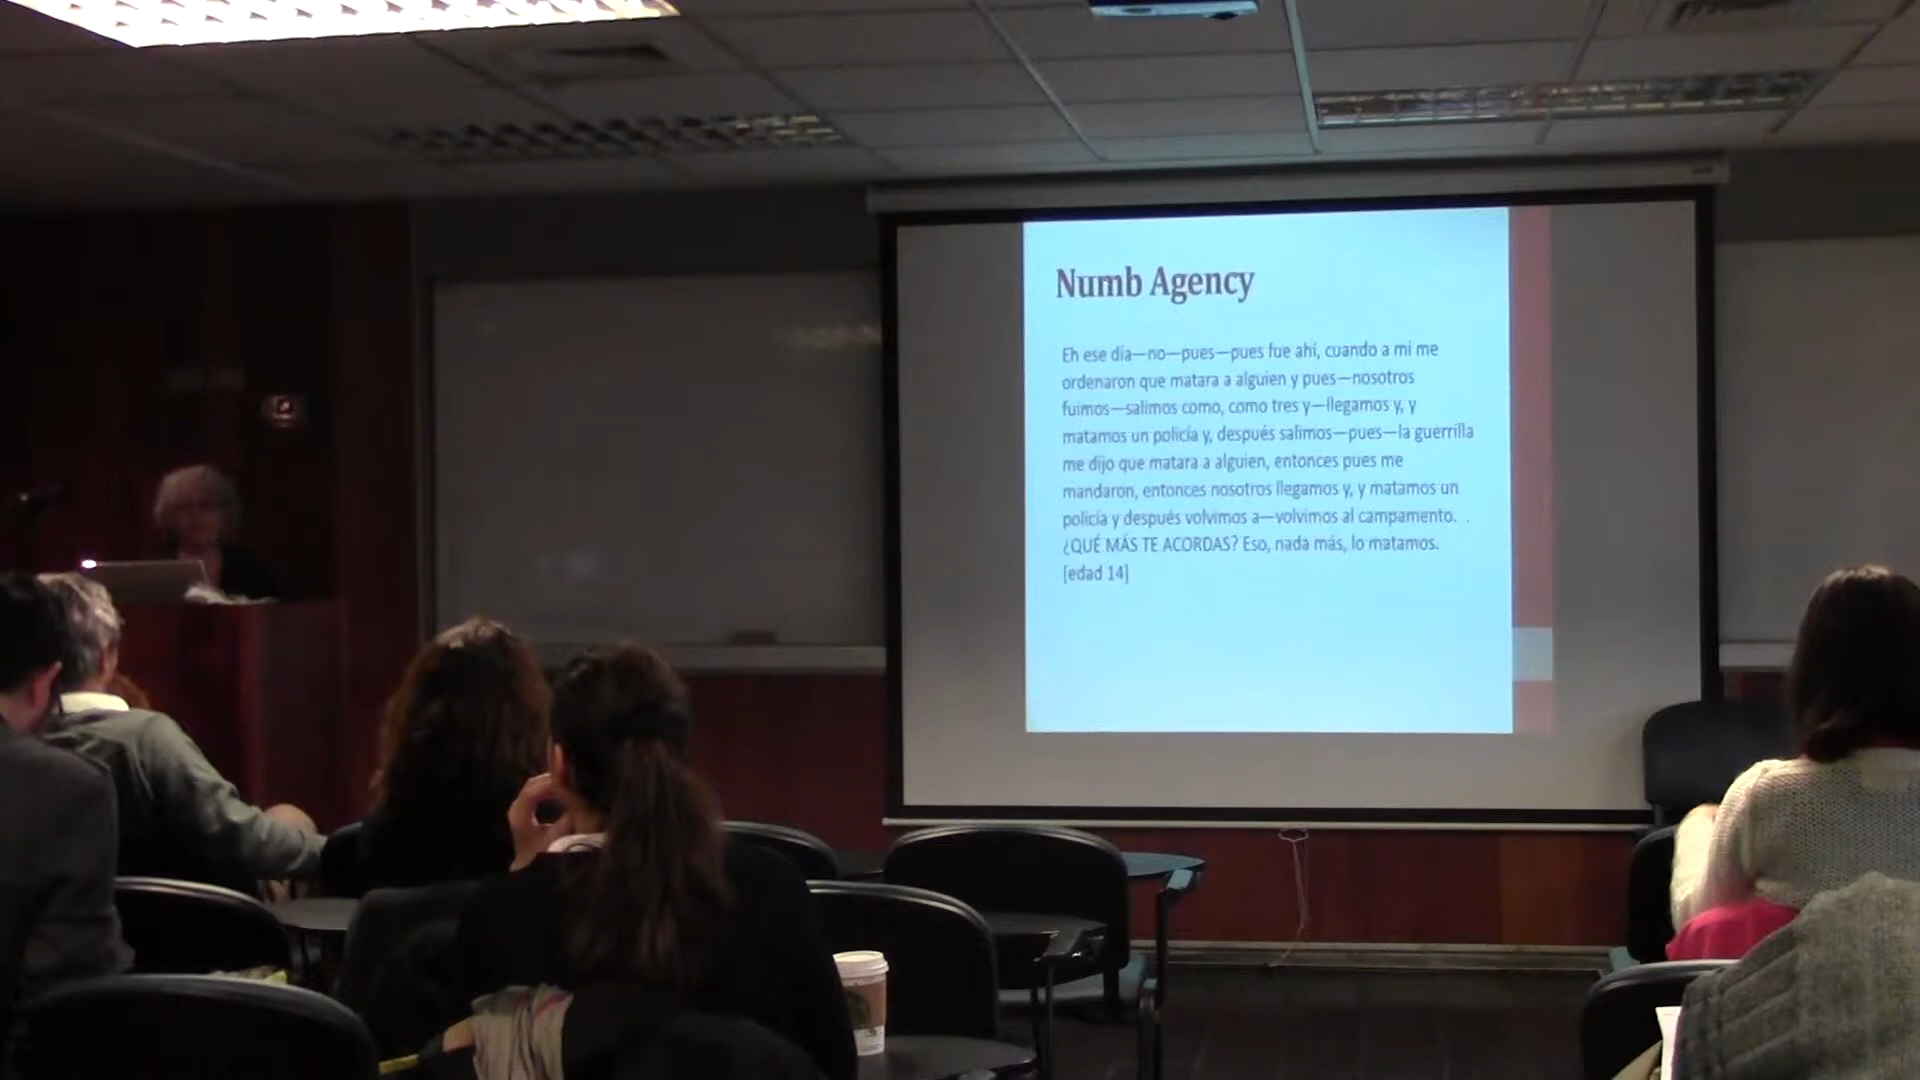 Numb Agency
Eh ese día—no—pues—pues fue ahí, cuando a mi me
ordenaron que matara a alguien y pues—nosotros
fuimos—salimos como, como tres y—llegamos y, y
matamos un policía y, después salimos—pues—la guerrilla
me dijo que matara a alguien, entonces pues me
mandaron, entonces nosotros llegamos y, y matamos un
policía y después volvimos a—volvimos al campamento. .
¿QUÉ MÁS TE ACORDAS? Eso, nada más, lo matamos.
[edad 14]